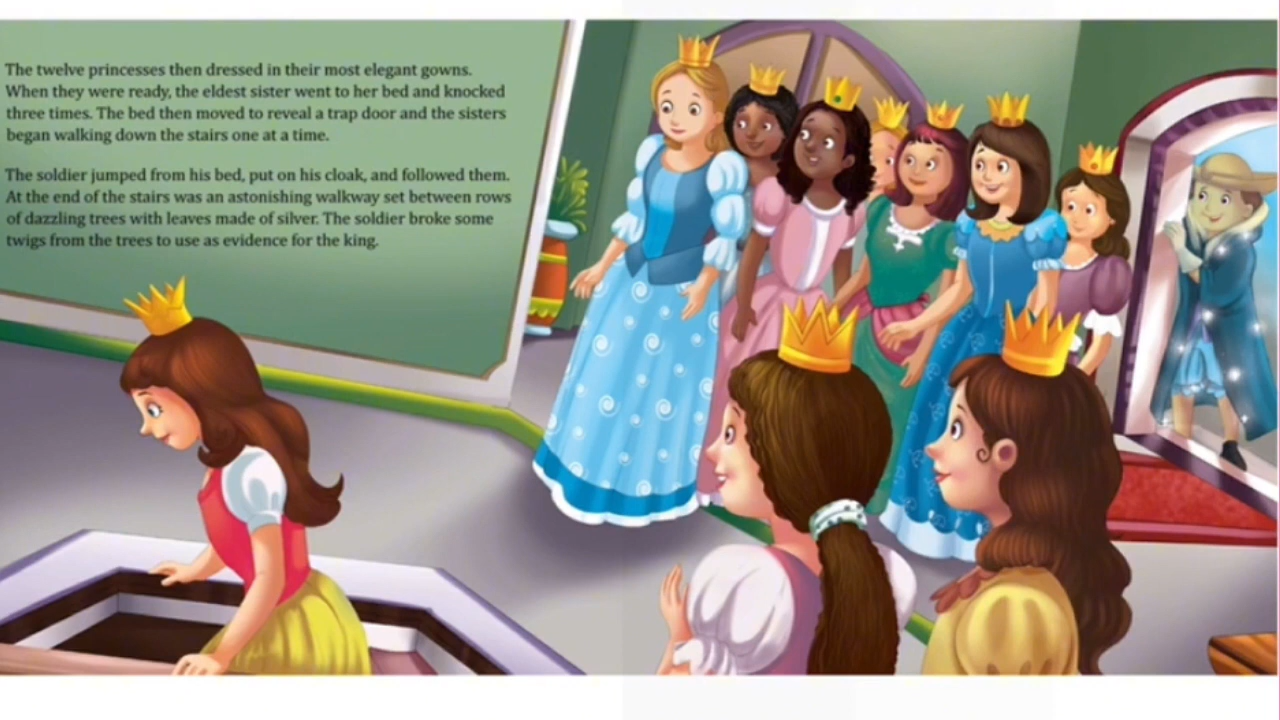 The twelve princesses then dressed in their most elegant gowns.
When they were ready, the eldest sister went to her bed and knocked
three times. The bed then moved to reveal a trap door and the sisters
began walking down the stairs one at a time.
The soldier jumped from his bed, put on his cloak, and followed them.
At the end of the stairs was an astonishing walkway set between rows
of dazzling trees with leaves made of silver. The soldier broke some
twigs from the trees to use as evidence for the king.